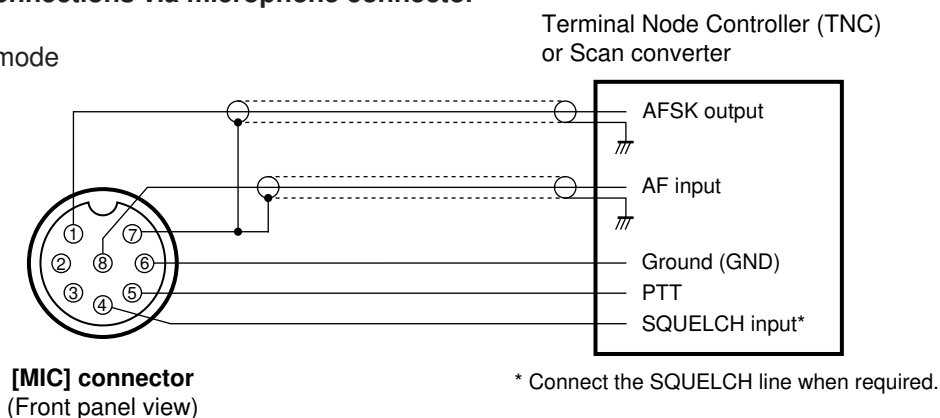 connections via microphone connector
mode
Terminal Node Controller (TNC)
or Scan converter
AFSK output
AF input
Ground (GND)
PTT
SQUELCH input*
① ⑦
② ⑧ ⑥
③ ⑤
④
[MIC] connector
(Front panel view)
* Connect the SQUELCH line when required.